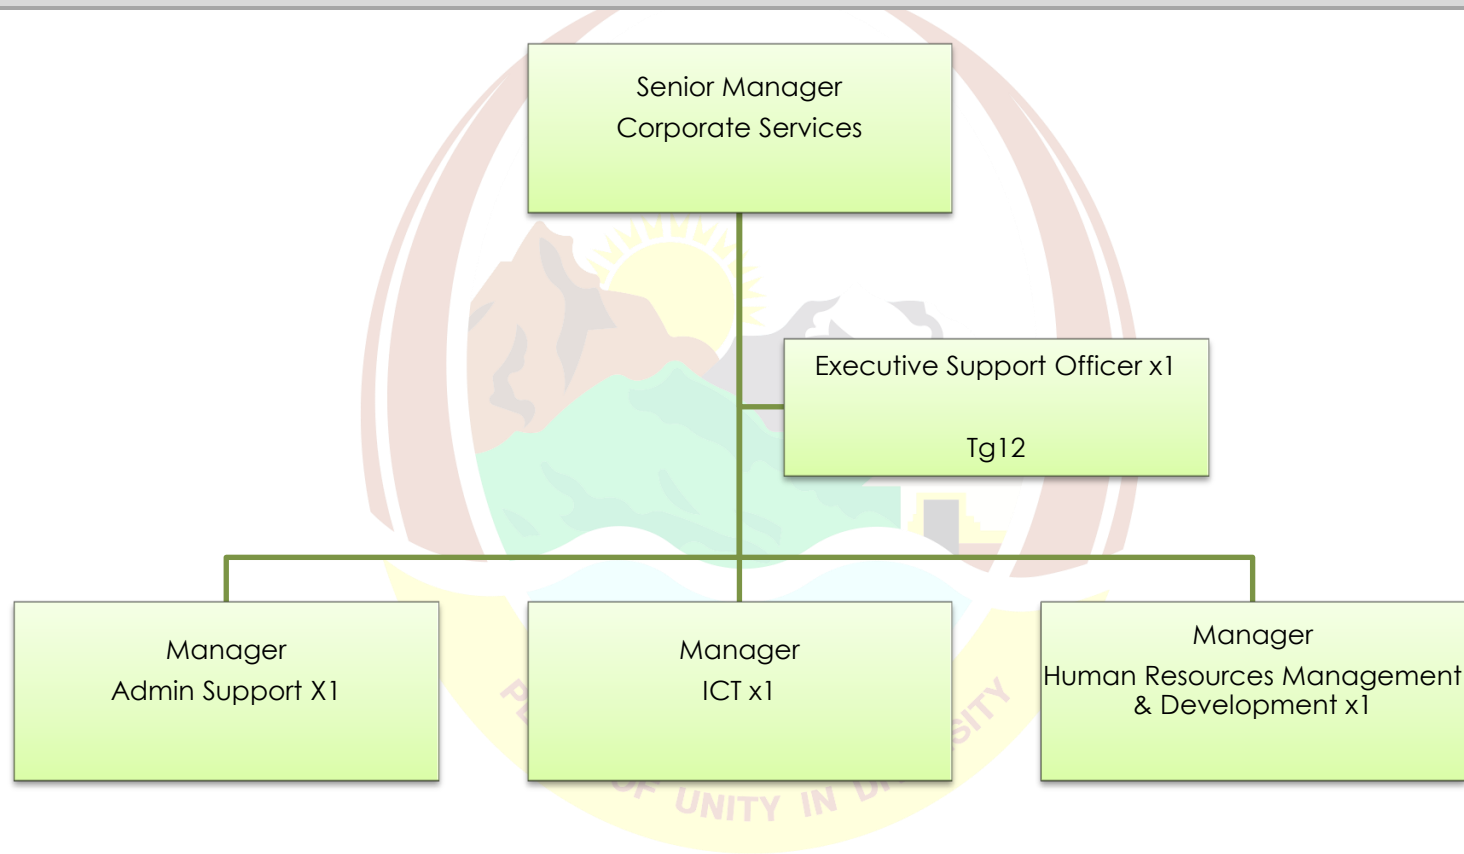 Senior Manager
Corporate Services
Executive Support Officer x1
Tg12
Manager
Admin Support X1
Manager
ICT x1
Manager
Human Resources Management
& Development x1
OF UNITY IN